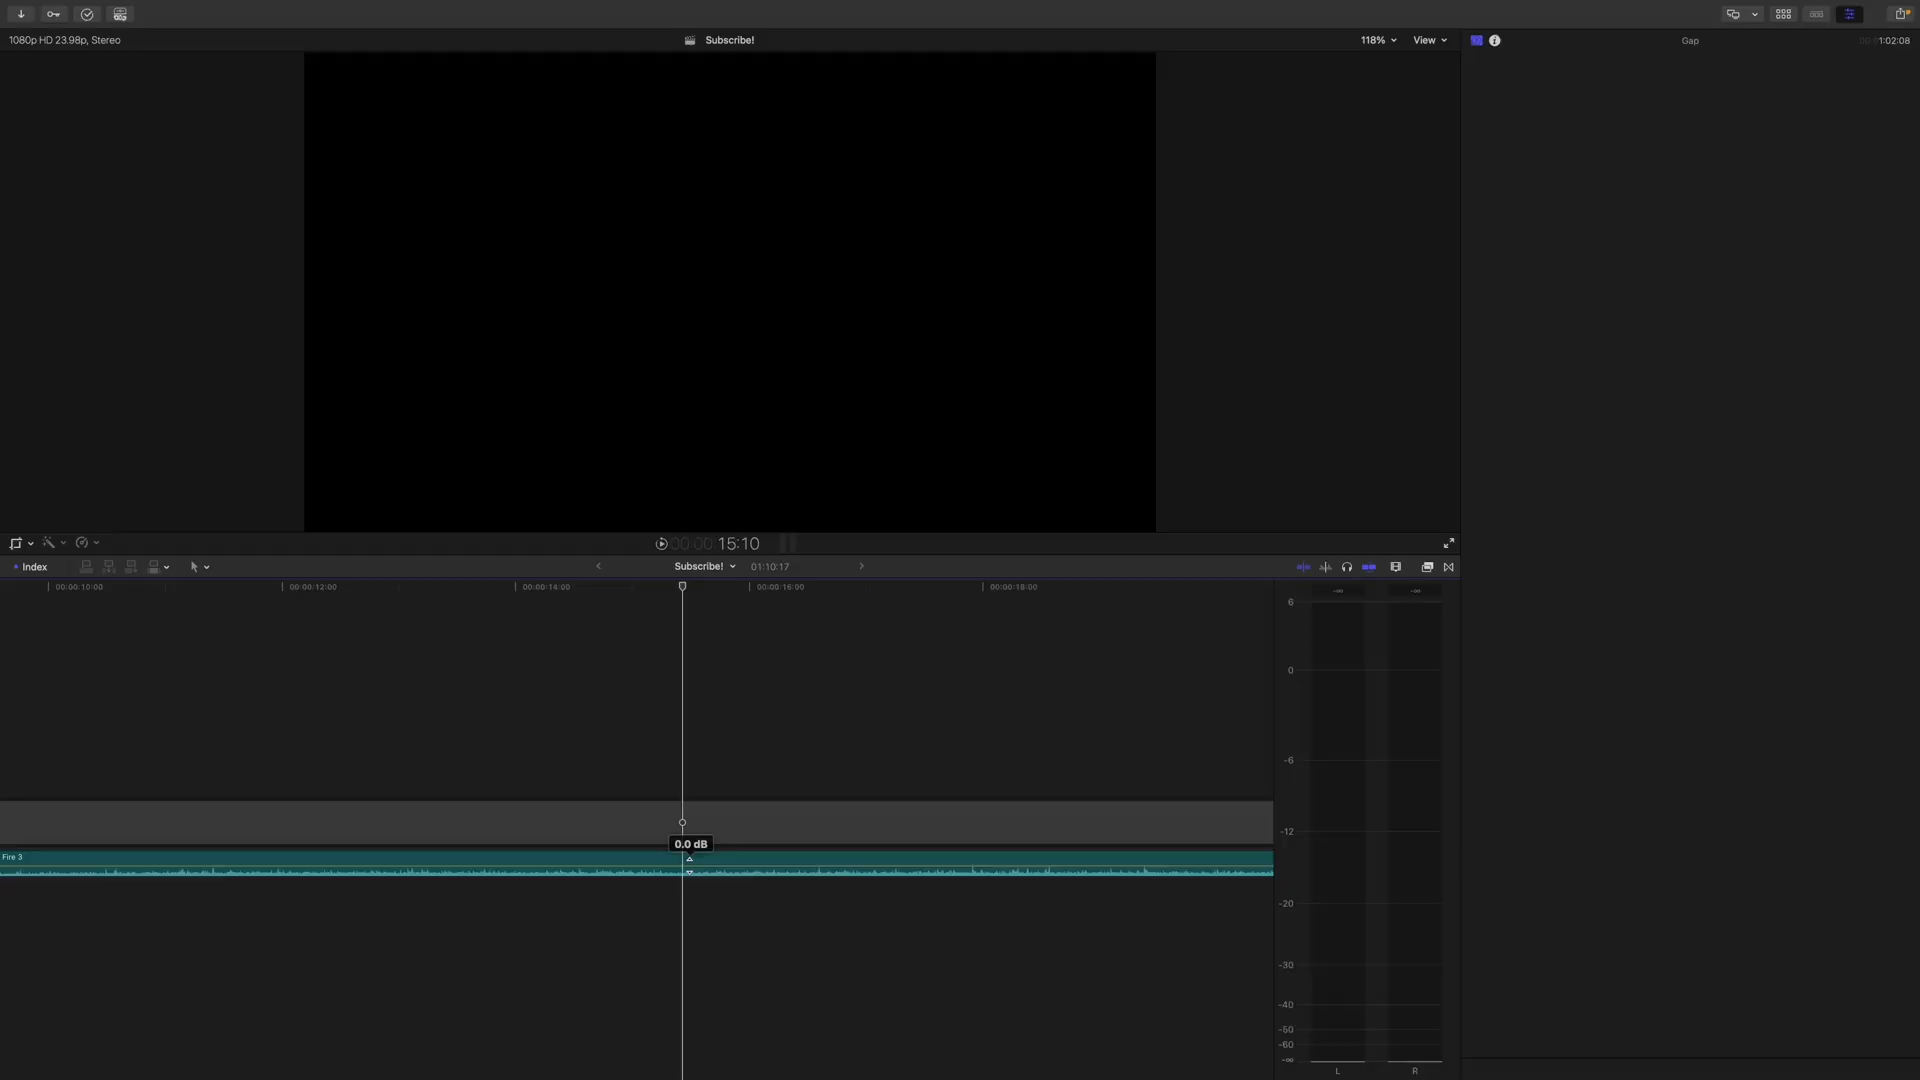 1080p HD 23.98p, Stereo
Subscribe!
118%
View
Gap
00:01:02:08
00:00:15:10
Index
Subscribe!
01:10:17
00:00:10:00
00:00:12:00
00:00:14:00
00:00:16:00
00:00:18:00
-∞
-∞
6
0
-6
-12
0.0 dB
Fire 3
-20
-30
-40
-50
-60
-∞
L
R